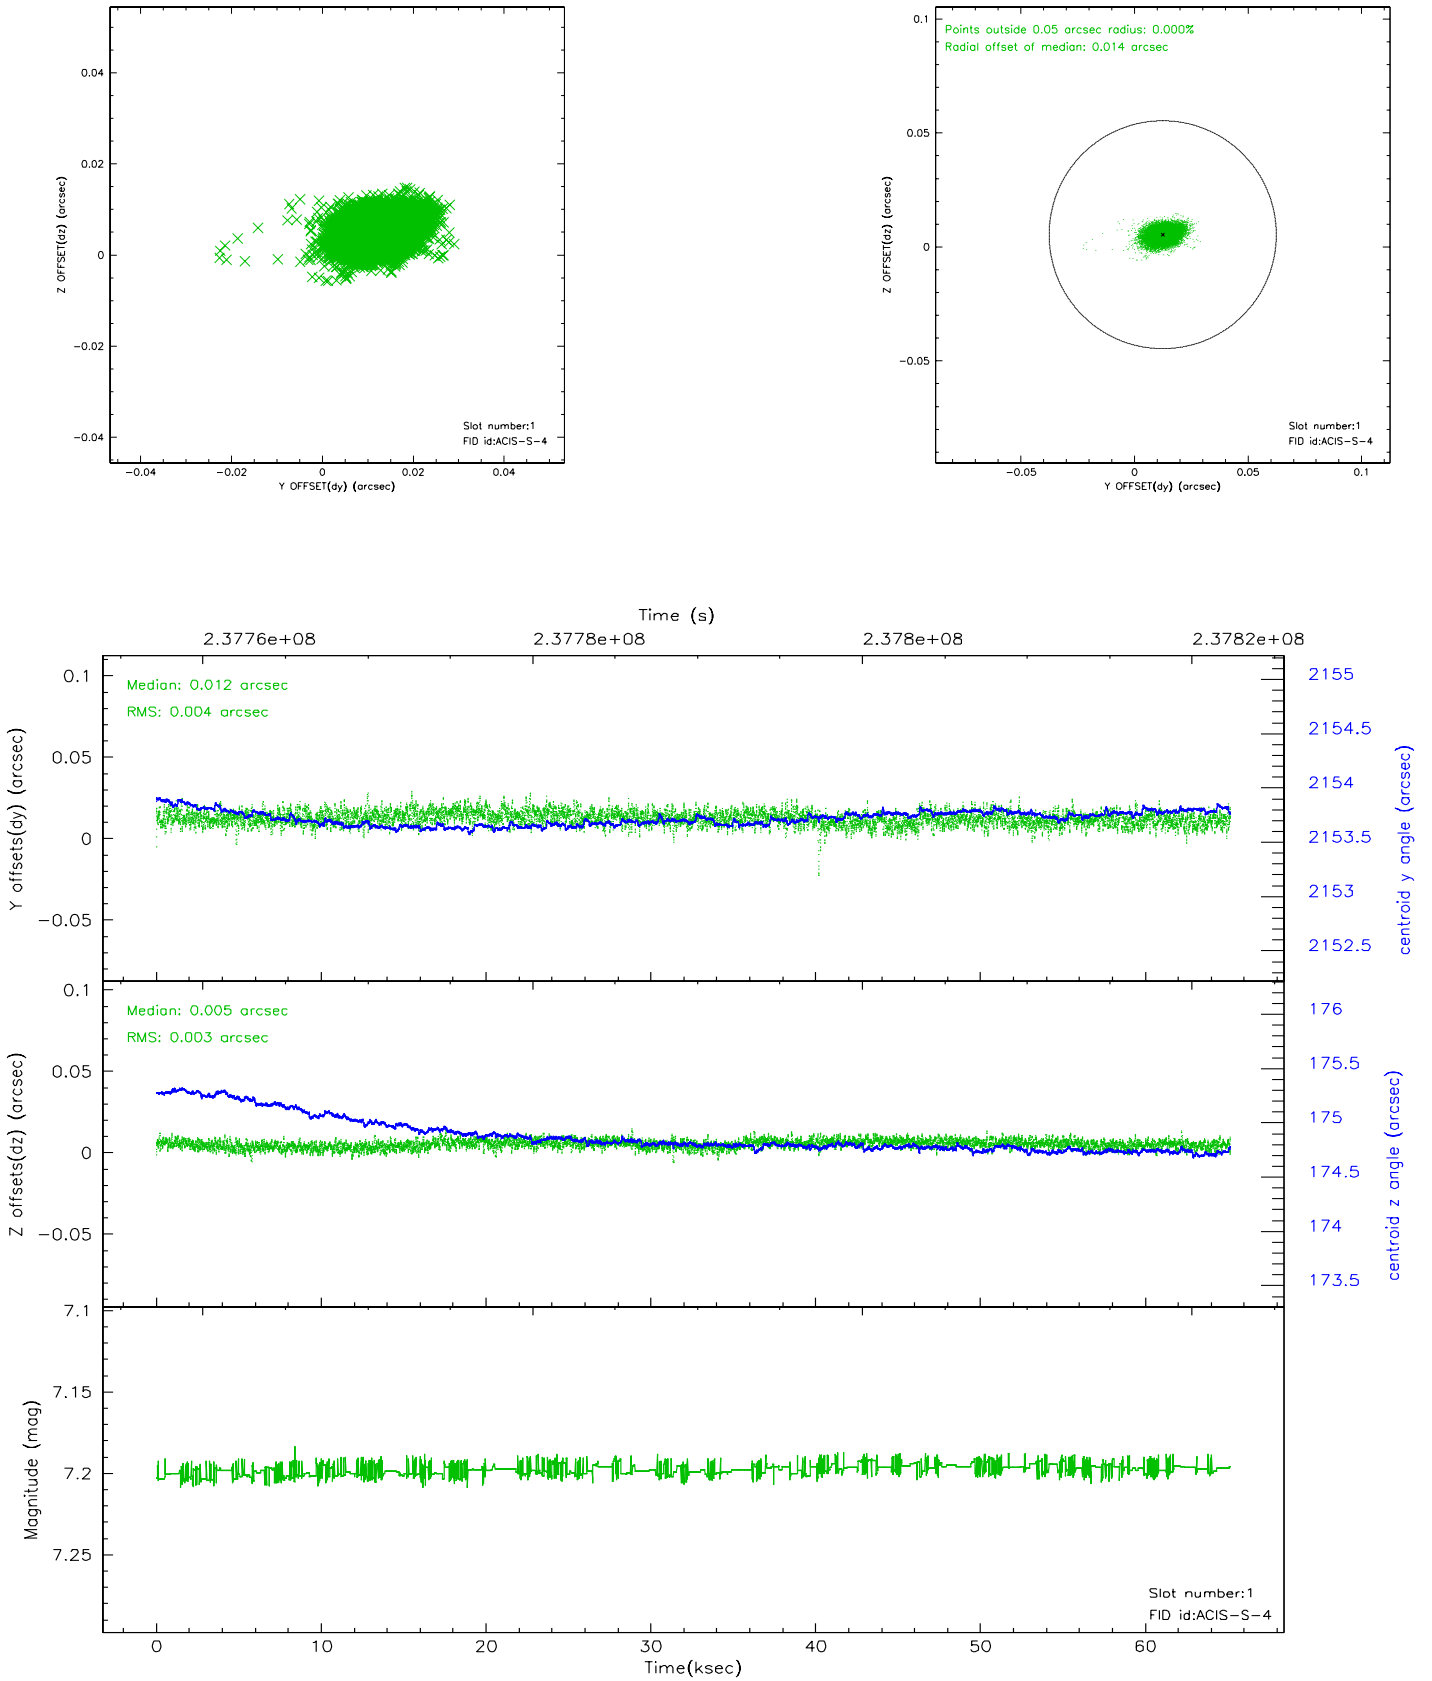 0.04
0.02
0
-0.02
-0.04
Z OFFSET(dz) (arcsec)
-0.04
-0.02
0
0.02
0.04
Y OFFSET(dy) (arcsec)
Slot number:1
FID id:ACIS-S-4
Points outside 0.05 arcsec radius: 0.000%
Radial offset of median: 0.014 arcsec
0.1
0.05
0
-0.05
Z OFFSET(dz) (arcsec)
-0.05
0
0.05
0.1
Y OFFSET(dy) (arcsec)
Slot number:1
FID id:ACIS-S-4
Time (s)
2.3776e+08
2.3778e+08
2.378e+08
2.3782e+08
Median: 0.012 arcsec
RMS: 0.004 arcsec
0.1
0.05
0
-0.05
Y offsets(dy) (arcsec)
2155
2154.5
2154
2153.5
2153
2152.5
centroid y angle (arcsec)
Median: 0.005 arcsec
RMS: 0.003 arcsec
0.1
0.05
0
-0.05
Z offsets(dz) (arcsec)
176
175.5
175
174.5
174
173.5
centroid z angle (arcsec)
7.1
7.15
7.2
7.25
Magnitude (mag)
Slot number:1
FID id:ACIS-S-4
0
10
20
30
40
50
60
Time(ksec)